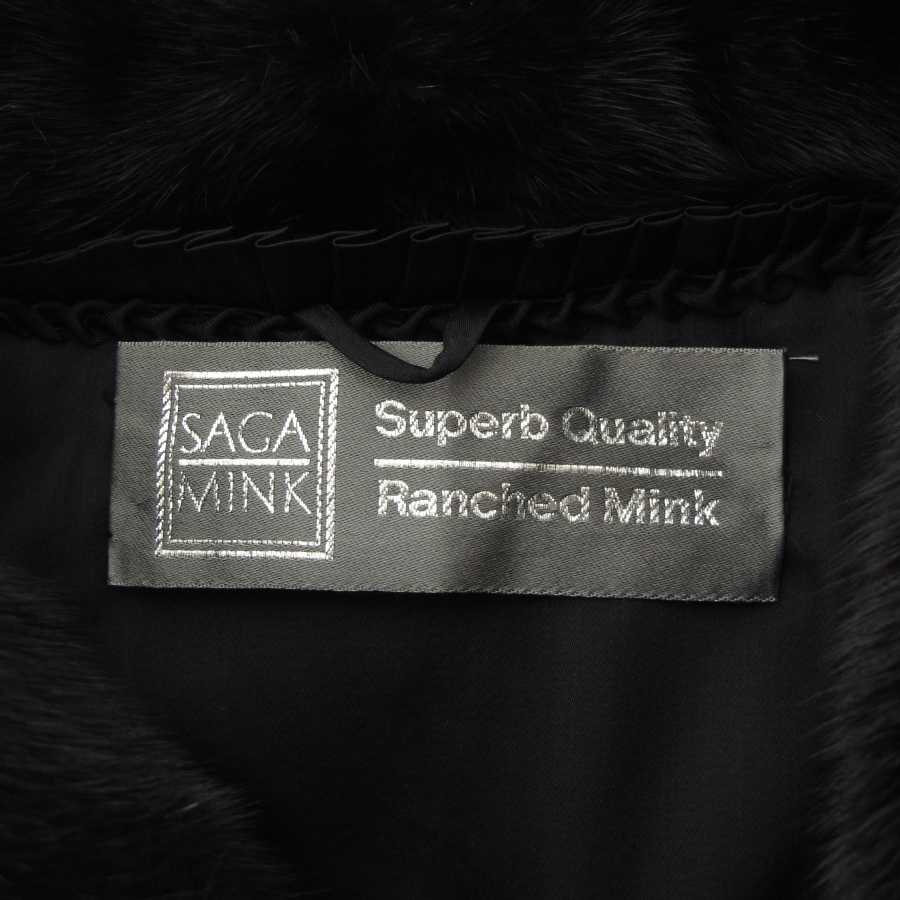 SAGA
MINK
Superb Quality
Ranched Mink